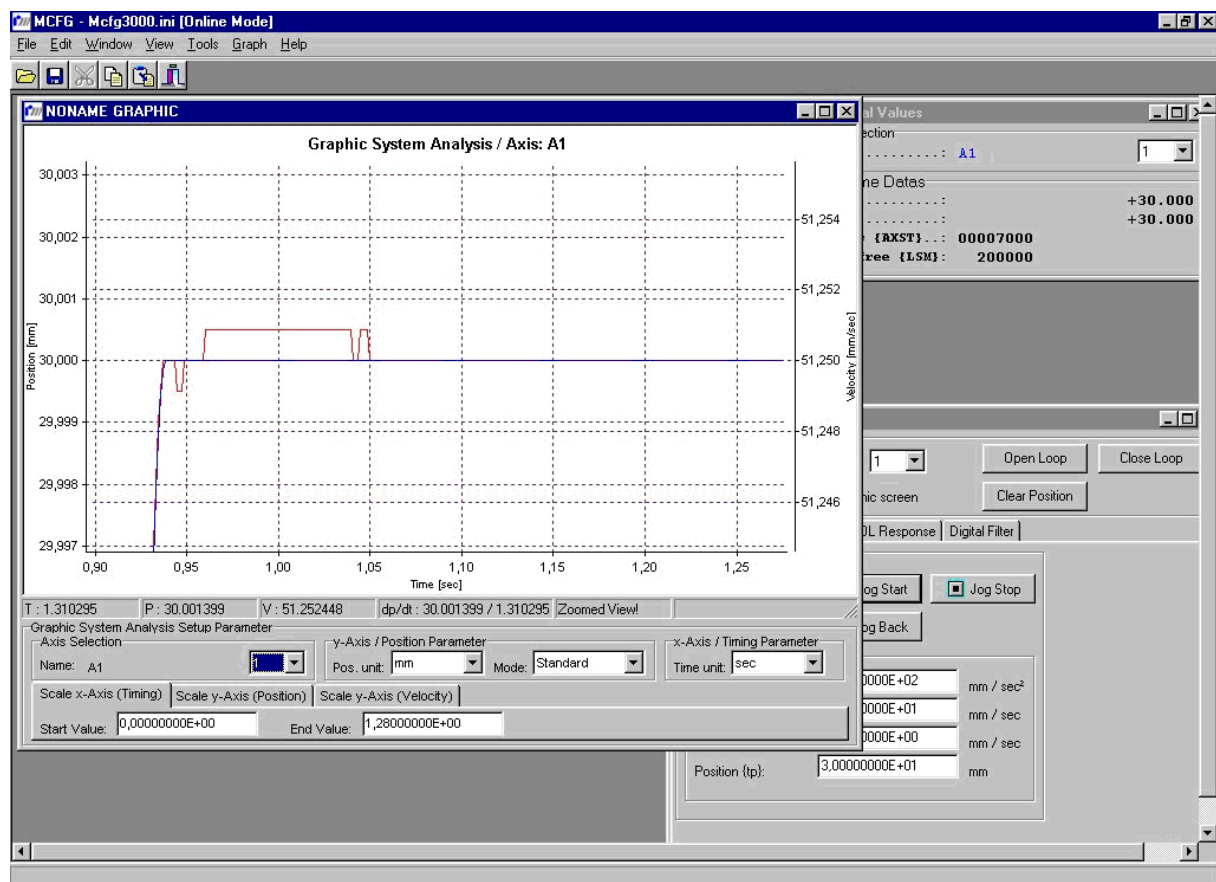 MCFG - Mcfg3000.ini [Online Mode]
File Edit Window View Tools Graph Help
NONAME GRAPHIC
Graphic System Analysis / Axis: A1
30,003
30,002
30,001
30,000
29,999
29,998
29,997
Position [mm]
51,254
51,252
51,250
51,248
51,246
Velocity [mm/sec]
0,90 0,95 1,00 1,05 1,10 1,15 1,20 1,25
Time [sec]
T : 1.310295 P : 30.001399 V : 51.252448 dp/dt : 30.001399 / 1.310295 Zoomed View!
Graphic System Analysis Setup Parameter
Axis Selection y-Axis / Position Parameter x-Axis / Timing Parameter
Name: A1 1 Pos. unit: mm Mode: Standard Time unit: sec
Scale x-Axis (Timing) Scale y-Axis (Position) Scale y-Axis (Velocity)
Start Value: 0,00000000E+00 End Value: 1,28000000E+00
al Values
ection
.........: A1 1
me Datas
.........: +30.000
.........: +30.000
{AXST}..: 00007000
ree {LSM}: 200000
1 Open Loop Close Loop
ic screen Clear Position
L Response Digital Filter
og Start Jog Stop
og Back
0000E+02 mm / sec²
0000E+01 mm / sec
0000E+00 mm / sec
Position {tp}: 3,00000000E+01 mm